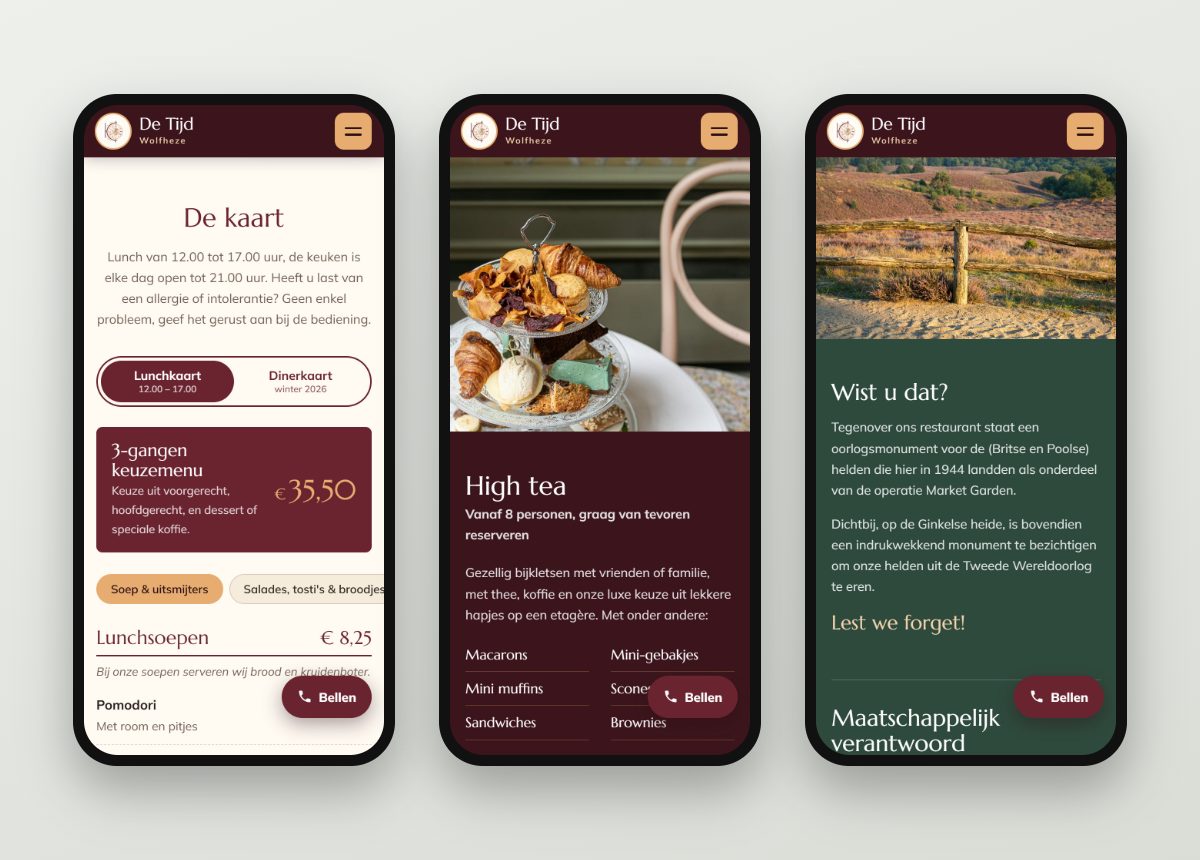 De Tijd
Wolfheze
De kaart
Lunch van 12.00 tot 17.00 uur, de keuken is
elke dag open tot 21.00 uur. Heeft u last van
een allergie of intolerantie? Geen enkel
probleem, geef het gerust aan bij de bediening.
Lunchkaart
12.00 – 17.00
Dinerkaart
winter 2026
3-gangen
keuzemenu
Keuze uit voorgerecht,
hoofdgerecht, en dessert of
speciale koffie.
€ 35,50
Soep & uitsmijters
Salades, tosti's & broodjes
Lunchsoepen € 8,25
Bij onze soepen serveren wij brood en kruidenboter.
Pomodori
Met room en pitjes
Bellen
De Tijd
Wolfheze
High tea
Vanaf 8 personen, graag van tevoren
reserveren
Gezellig bijkletsen met vrienden of familie,
met thee, koffie en onze luxe keuze uit lekkere
hapjes op een etagère. Met onder andere:
Macarons
Mini-gebakjes
Mini muffins
Scones
Sandwiches
Brownies
Bellen
De Tijd
Wolfheze
Wist u dat?
Tegenover ons restaurant staat een
oorlogsmonument voor de (Britse en Poolse)
helden die hier in 1944 landden als onderdeel
van de operatie Market Garden.
Dichtbij, op de Ginkelse heide, is bovendien
een indrukwekkend monument te bezichtigen
om onze helden uit de Tweede Wereldoorlog
te eren.
Lest we forget!
Bellen
Maatschappelijk
verantwoord